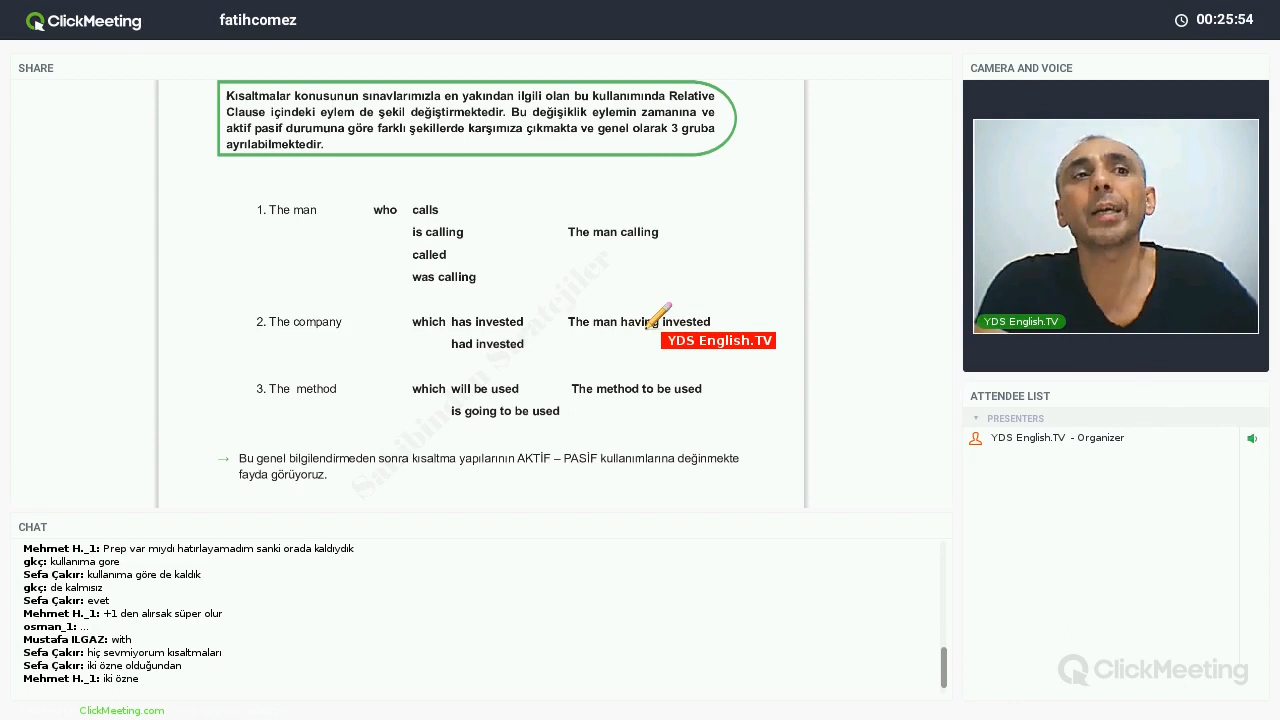 ClickMeeting
fatihcomez
00:25:54
SHARE
Kısaltmalar konusunun sınavlarımızla en yakından ilgili olan bu kullanımında Relative
Clause içindeki eylem de şekil değiştirmektedir. Bu değişiklik eylemin zamanına ve
aktif pasif durumuna göre farklı şekillerde karşımıza çıkmakta ve genel olarak 3 gruba
ayrılabilmektedir.
1. The man who calls
is calling The man calling
called
was calling
2. The company which has invested The man having invested
YDS English.TV
had invested
3. The method which will be used The method to be used
is going to be used
→ Bu genel bilgilendirmeden sonra kısaltma yapılarının AKTİF – PASİF kullanımlarına değinmekte
fayda görüyoruz.
CHAT
Mehmet H._1: Prep var mıydı hatırlayamadım sanki orada kaldıydık
gkç: kullanıma gore
Sefa Çakır: kullanıma göre de kaldık
gkç: de kalmısız
Sefa Çakır: evet
Mehmet H._1: +1 den alırsak süper olur
osman_1: ...
Mustafa ILGAZ: with
Sefa Çakır: hiç sevmiyorum kısaltmaları
Sefa Çakır: iki özne olduğundan
Mehmet H._1: iki özne
ClickMeeting.com
CAMERA AND VOICE
YDS English.TV
ATTENDEE LIST
PRESENTERS
YDS English.TV - Organizer
ClickMeeting